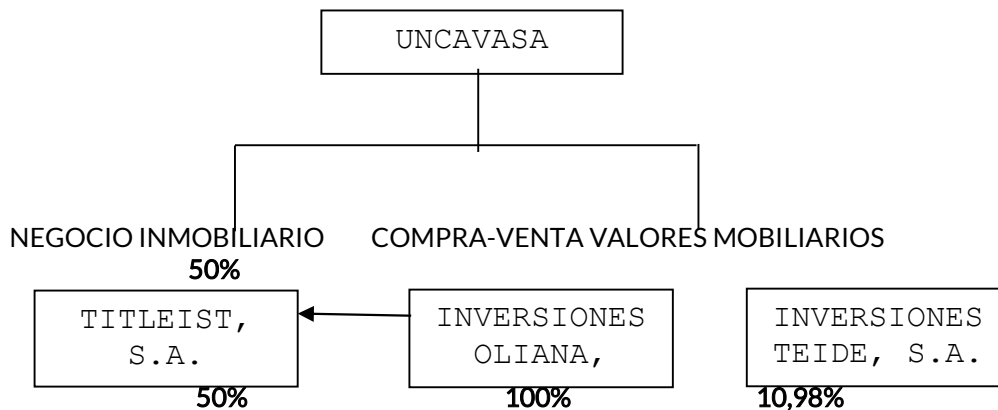 UNCAVASA
NEGOCIO INMOBILIARIO COMPRA-VENTA VALORES MOBILIARIOS
50%
TITLEIST,
S.A.
INVERSIONES
OLIANA,
INVERSIONES
TEIDE, S.A.
50% 100% 10,98%